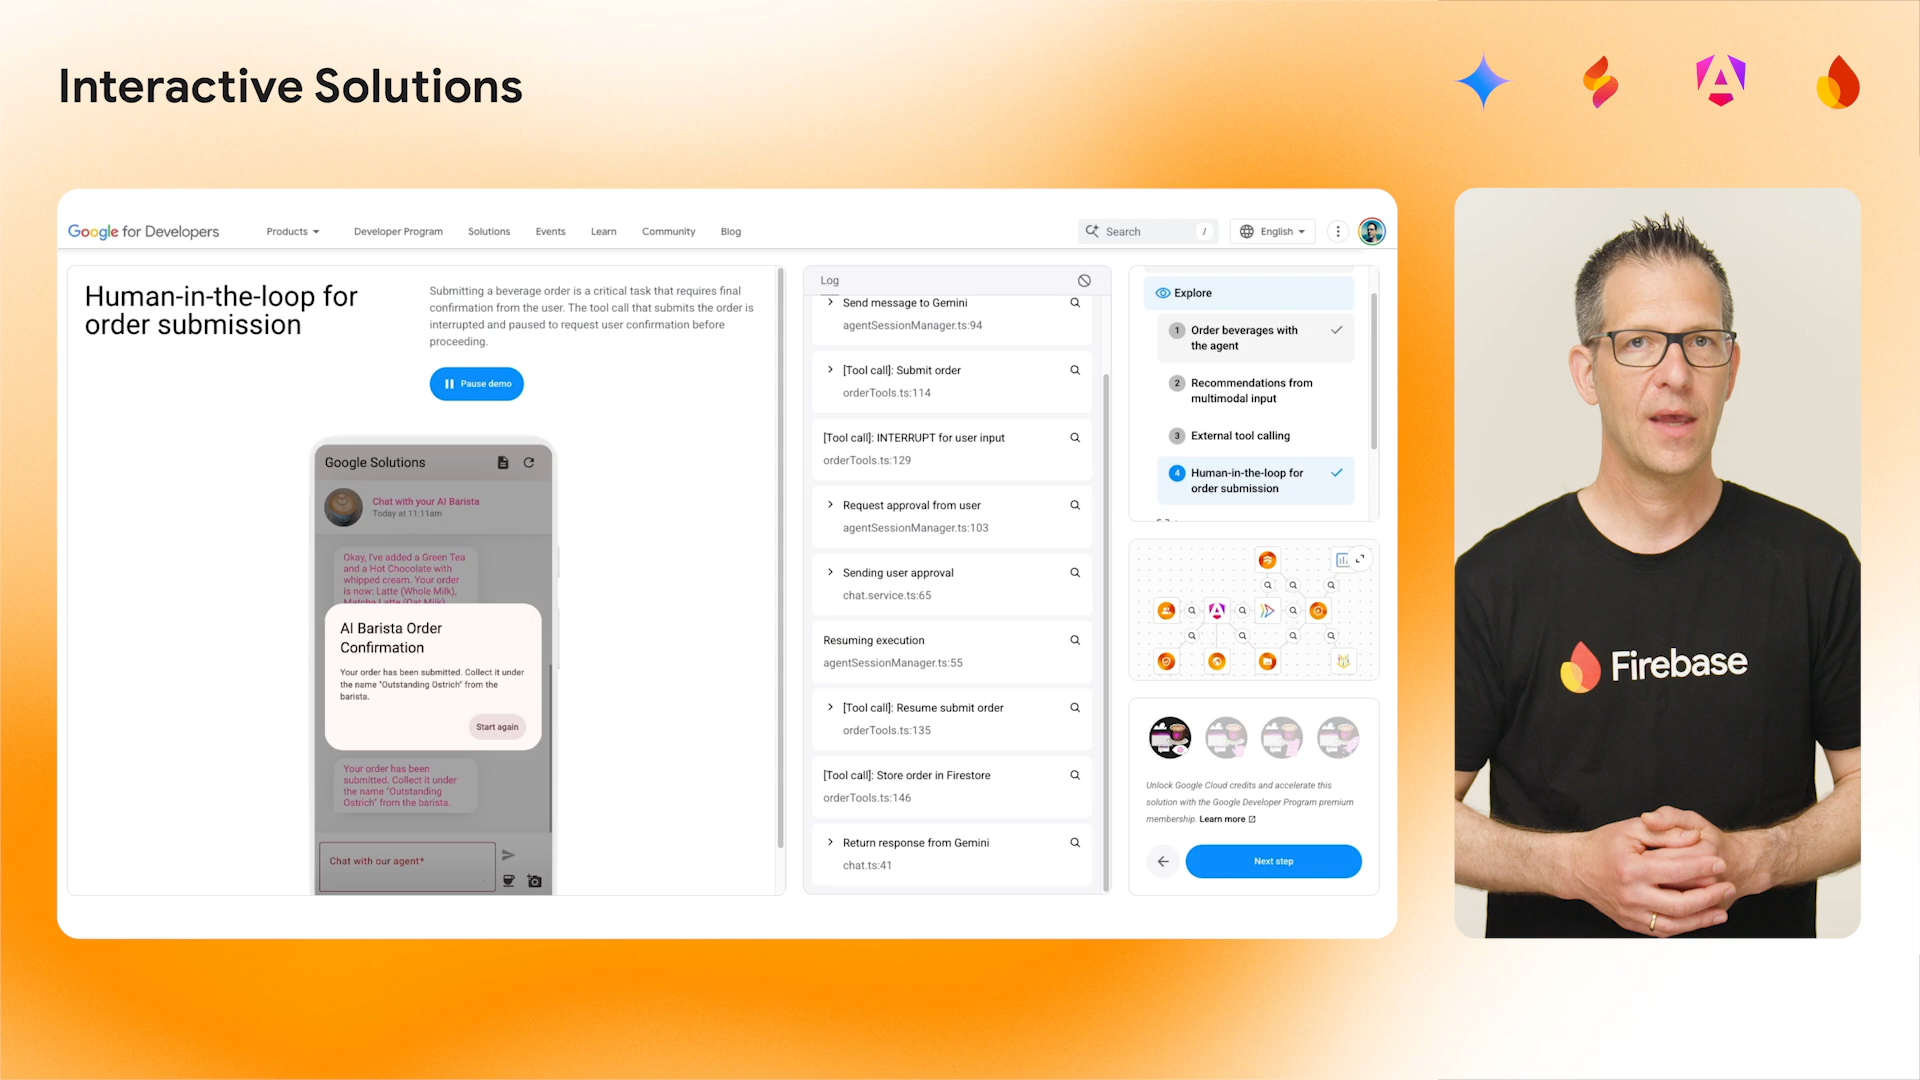 Interactive Solutions
Google for Developers
Products
Developer Program
Solutions
Events
Learn
Community
Blog
Search
/
English
Human-in-the-loop for
order submission
Submitting a beverage order is a critical task that requires final
confirmation from the user. The tool call that submits the order is
interrupted and paused to request user confirmation before
proceeding.
Pause demo
Google Solutions
Chat with your AI Barista
Today at 11:11am
Okay, I've added a Green Tea
and a Hot Chocolate with
whipped cream. Your order
is now: Latte (Whole Milk),
Matcha Latte (Oat Milk),
AI Barista Order
Confirmation
Your order has been submitted. Collect it under
the name "Outstanding Ostrich" from the
barista.
Start again
Your order has been
submitted. Collect it under
the name "Outstanding
Ostrich" from the barista.
Chat with our agent*
Log
Send message to Gemini
agentSessionManager.ts:94
[Tool call]: Submit order
orderTools.ts:114
[Tool call]: INTERRUPT for user input
orderTools.ts:129
Request approval from user
agentSessionManager.ts:103
Sending user approval
chat.service.ts:65
Resuming execution
agentSessionManager.ts:55
[Tool call]: Resume submit order
orderTools.ts:135
[Tool call]: Store order in Firestore
orderTools.ts:146
Return response from Gemini
chat.ts:41
Explore
1 Order beverages with
the agent
2 Recommendations from
multimodal input
3 External tool calling
4 Human-in-the-loop for
order submission
Unlock Google Cloud credits and accelerate this
solution with the Google Developer Program premium
membership. Learn more
Next step
Firebase